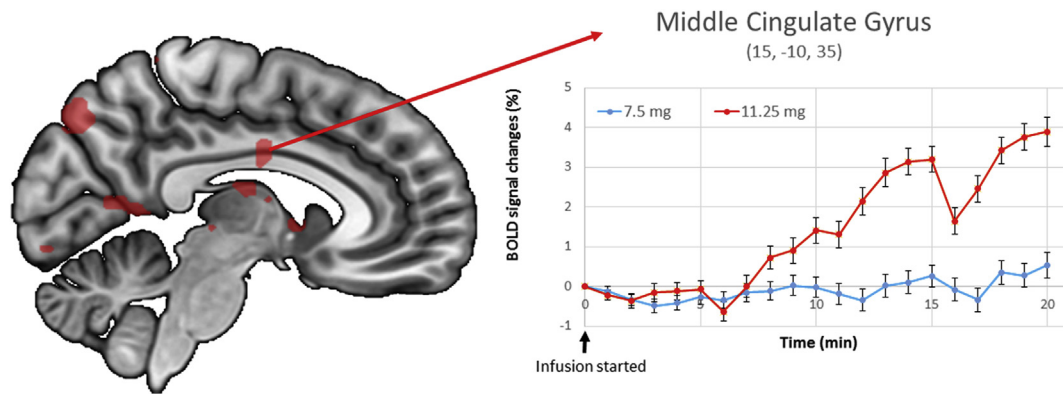 Middle Cingulate Gyrus
(15, -10, 35)
BOLD signal changes (%)
5
4
3
2
1
0
-1
7.5 mg
11.25 mg
0
5
10
15
20
Time (min)
Infusion started